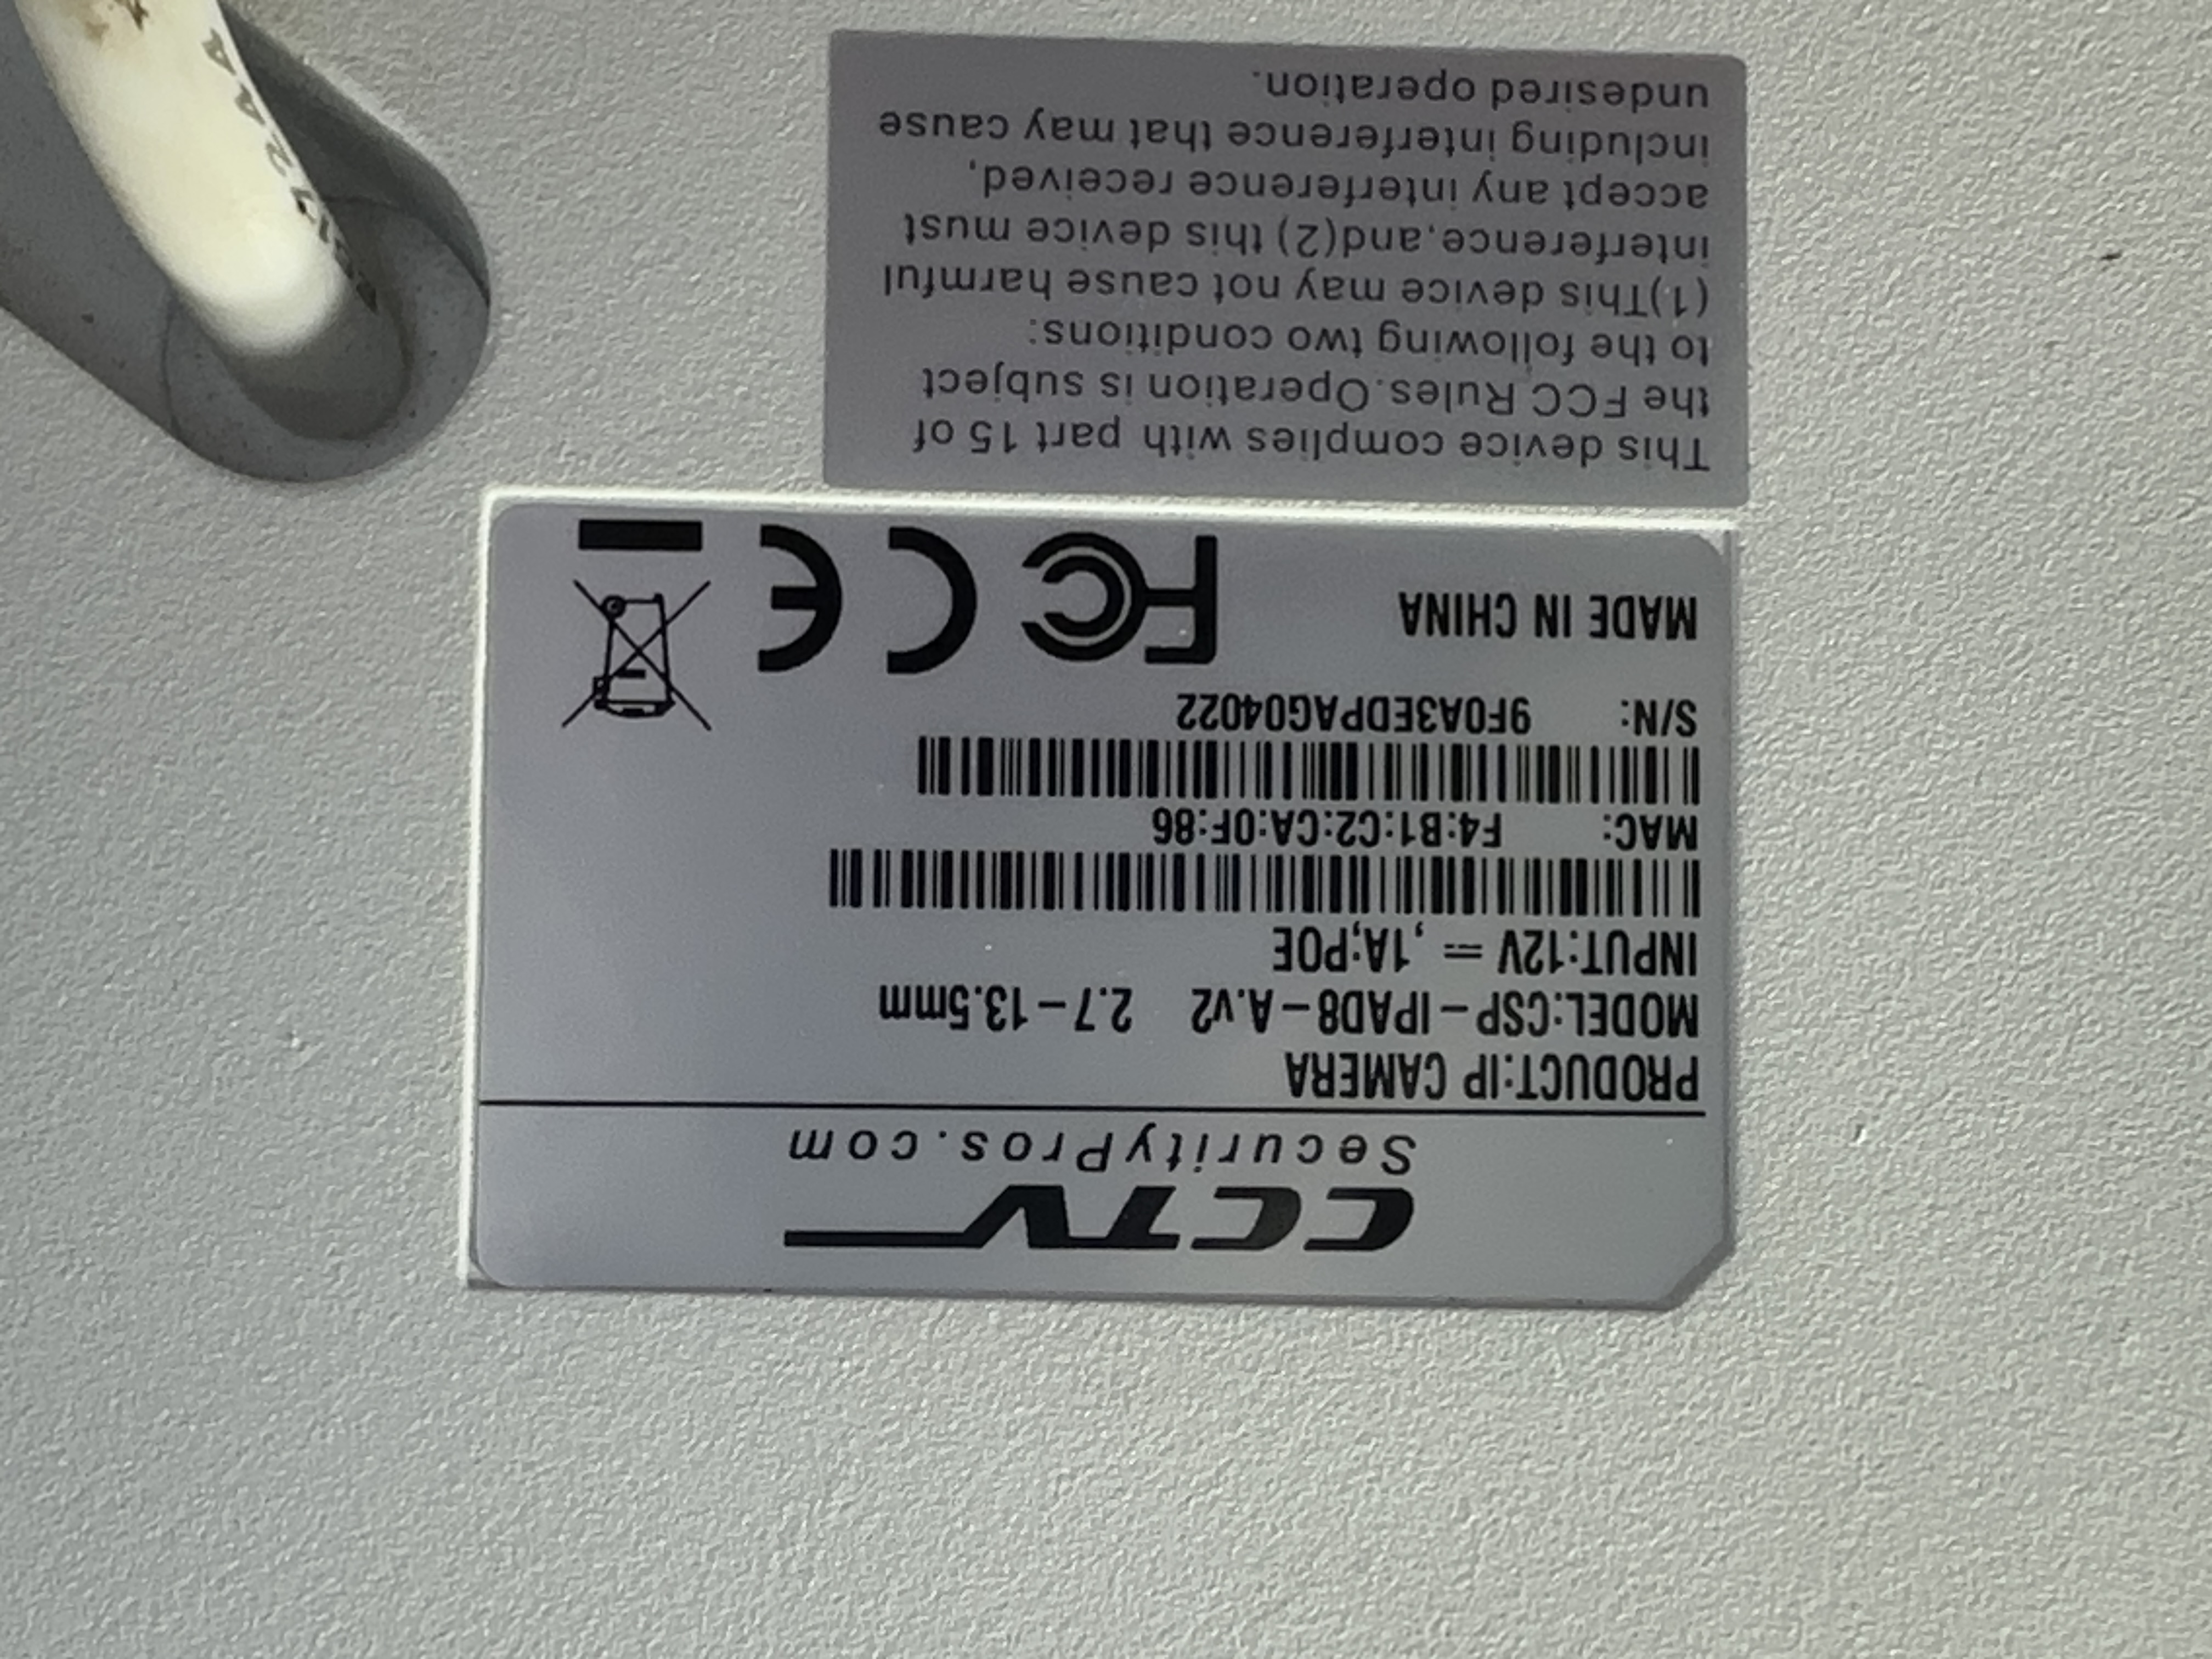 CCTV
SecurityPros.com
PRODUCT:IP CAMERA
MODEL:CSP-IPAD8-A.v2 2.7-13.5mm
INPUT:12V ⎓ ,1A;POE
MAC: F4:B1:C2:CA:0F:86
S/N: 9F0A3EDPAG04022
MADE IN CHINA
FC CE
This device complies with part 15 of
the FCC Rules.Operation is subject
to the following two conditions:
(1)This device may not cause harmful
interference,and(2) this device must
accept any interference received,
including interference that may cause
undesired operation.